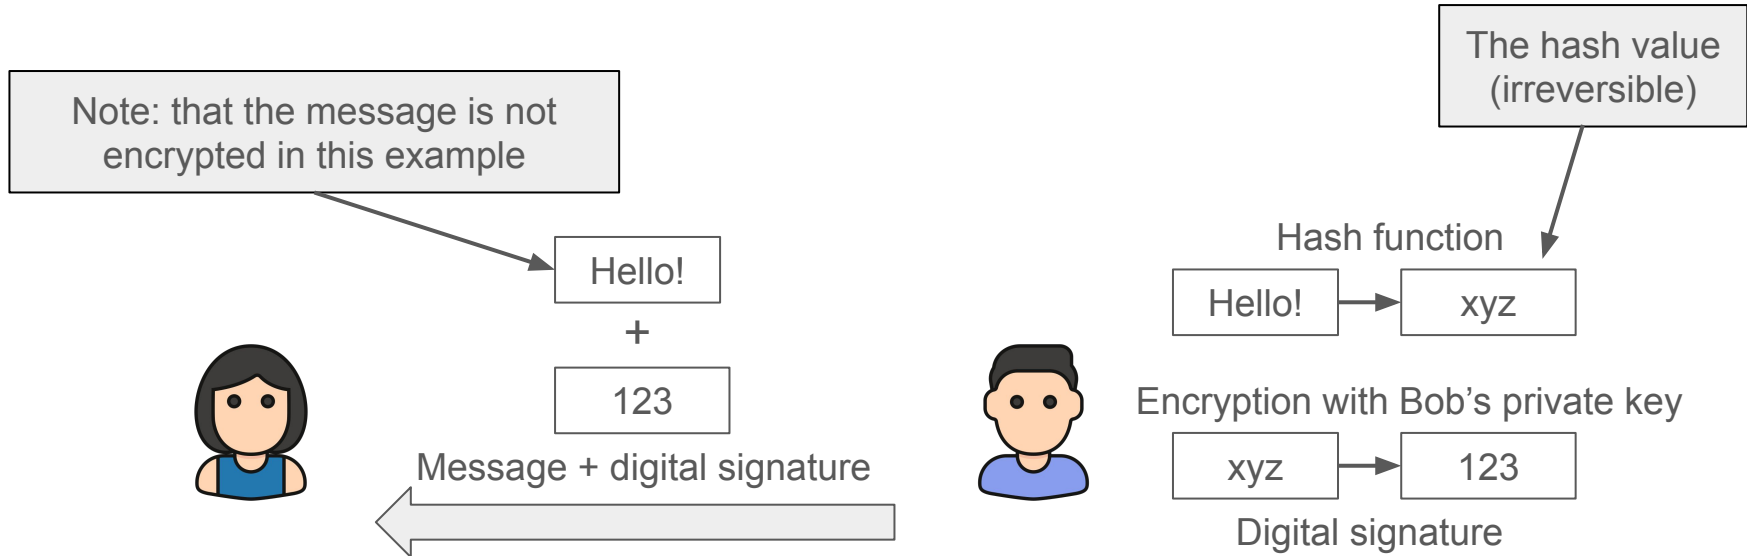 The hash value
(irreversible)
Note: that the message is not
encrypted in this example
Hello!
+
123
Message + digital signature
Hash function
Hello!
xyz
Encryption with Bob’s private key
xyz
123
Digital signature